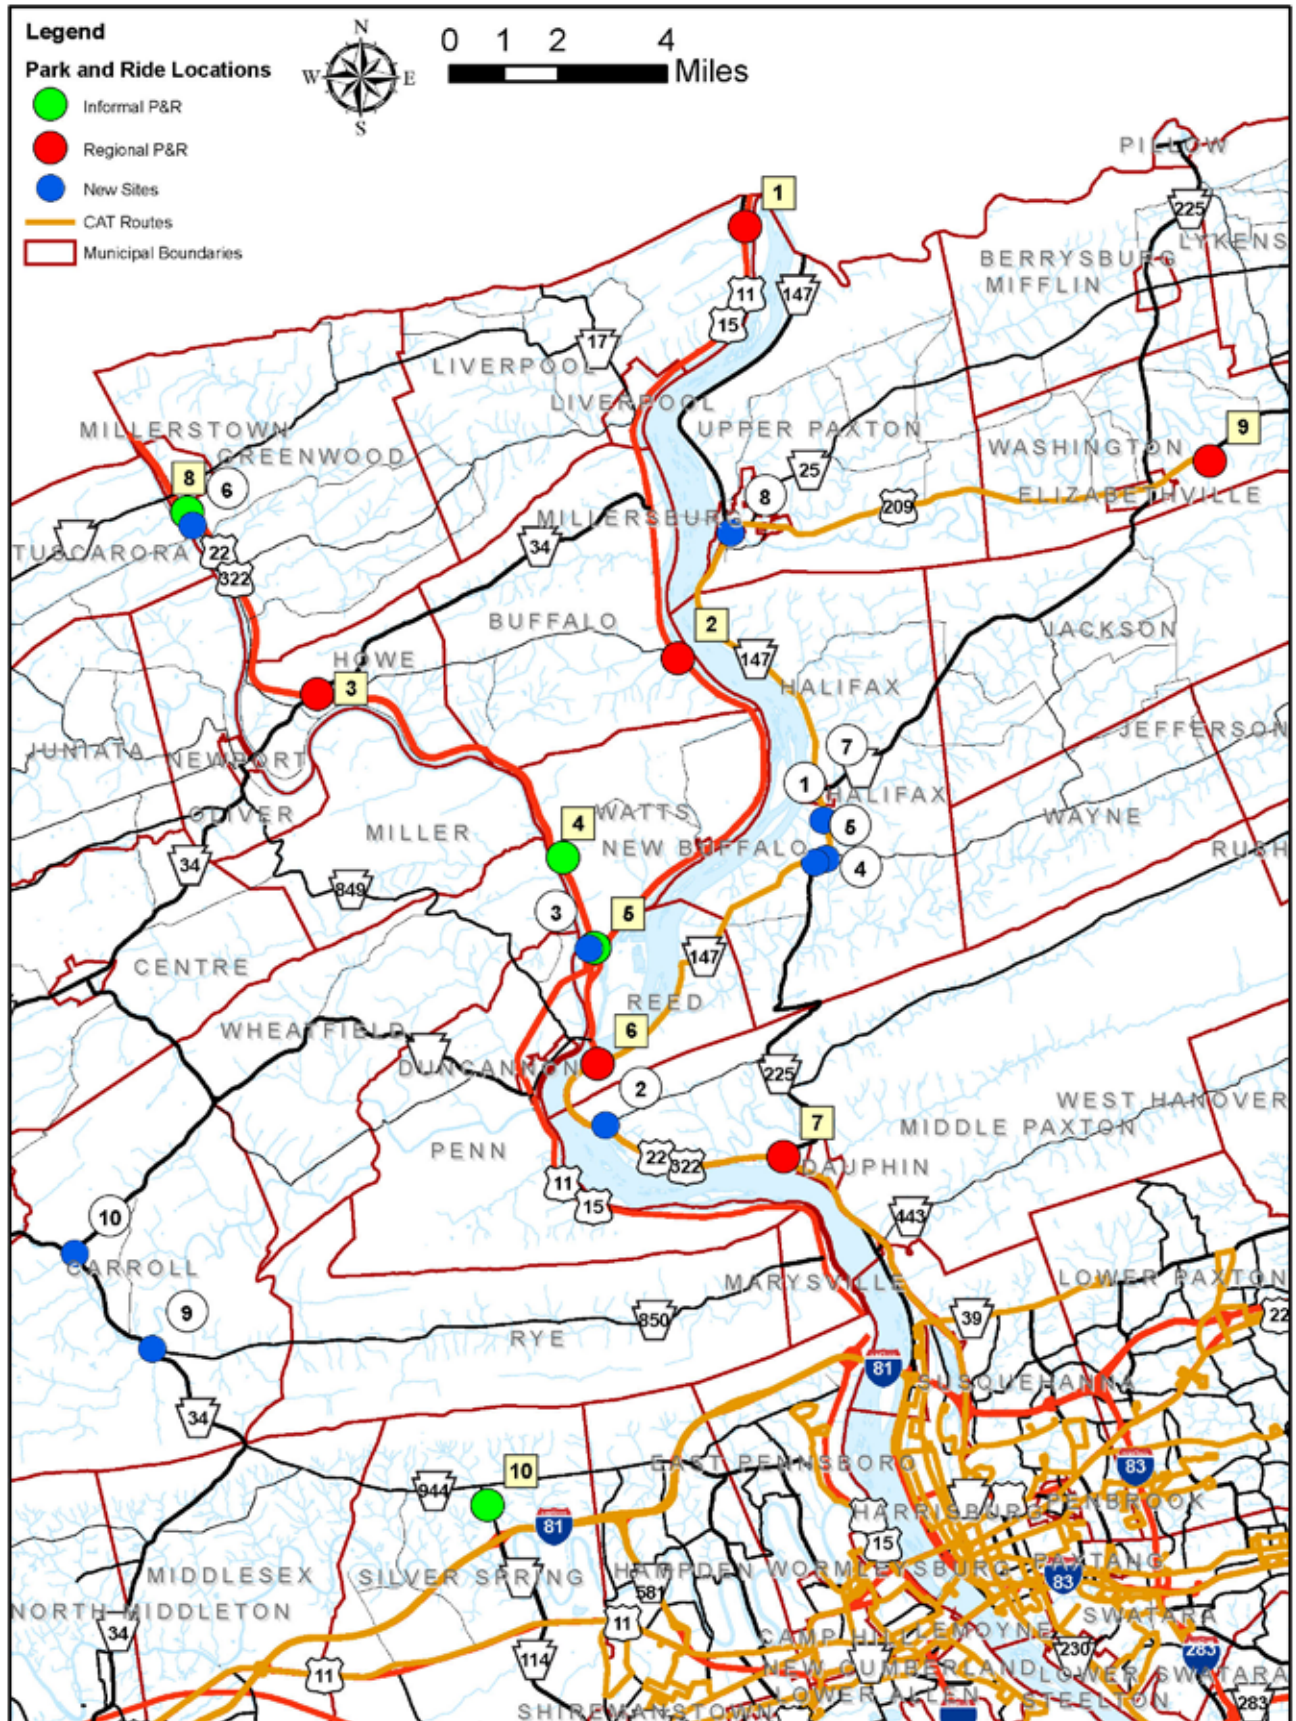 Legend
Park and Ride Locations
Informal P&R
Regional P&R
New Sites
CAT Routes
Municipal Boundaries
N
W E
S
0 1 2 4
Miles
PILLOW
1
225
LYKENS
BERRYSBURG
MIFFLIN
11
147
15
17
LIVERPOOL
LIVERPOOL
MILLERSTOWN
GREENWOOD
UPPER PAXTON
WASHINGTON
9
8
6
25
8
ELIZABETHVILLE
209
MILLERSBURG
34
TUSCARORA
22
322
BUFFALO
2
JACKSON
147
HOWE
3
HALIFAX
JEFFERSON
JUNIATA
NEWPORT
7
1
HALIFAX
OLIVER
MILLER
4
WATTS
5
WAYNE
NEW BUFFALO
RUSH
34
849
4
3
5
147
CENTRE
REED
WHEATFIELD
6
DUNCANNON
2
225
WEST HANOVER
7
MIDDLE PAXTON
PENN
22
322
DAUPHIN
11
15
10
443
CARROLL
MARYSVILLE
LOWER PAXTON
9
850
39
22
RYE
81
SUSQUEHANNA
34
EAST PENNSBORO
83
10
944
HARRISBURG
PENBROOK
81
15
MIDDLESEX
SILVER SPRING
HAMPDEN
WORMLEYSBURG
PAXTANG
83
581
NORTH MIDDLETON
34
11
SWATARA
CAMP HILL
LEMOYNE
230
283
11
114
NEW CUMBERLAND
LOWER SWATARA
LOWER ALLEN
STEELTON
283
SHIREMANSTOWN